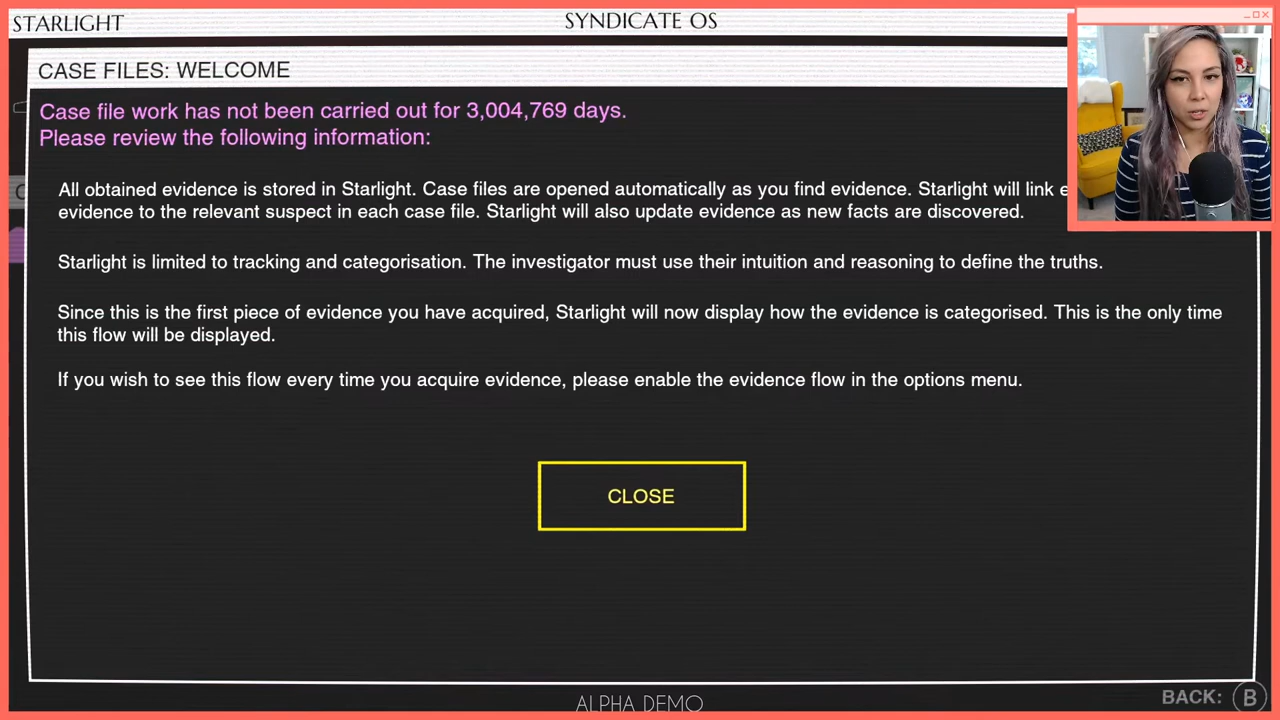 STARLIGHT
SYNDICATE OS
CASE FILES: WELCOME
Case file work has not been carried out for 3,004,769 days.
Please review the following information:
All obtained evidence is stored in Starlight. Case files are opened automatically as you find evidence. Starlight will link
evidence to the relevant suspect in each case file. Starlight will also update evidence as new facts are discovered.
Starlight is limited to tracking and categorisation. The investigator must use their intuition and reasoning to define the truths.
Since this is the first piece of evidence you have acquired, Starlight will now display how the evidence is categorised. This is the only time
this flow will be displayed.
If you wish to see this flow every time you acquire evidence, please enable the evidence flow in the options menu.
CLOSE
ALPHA DEMO
BACK: B